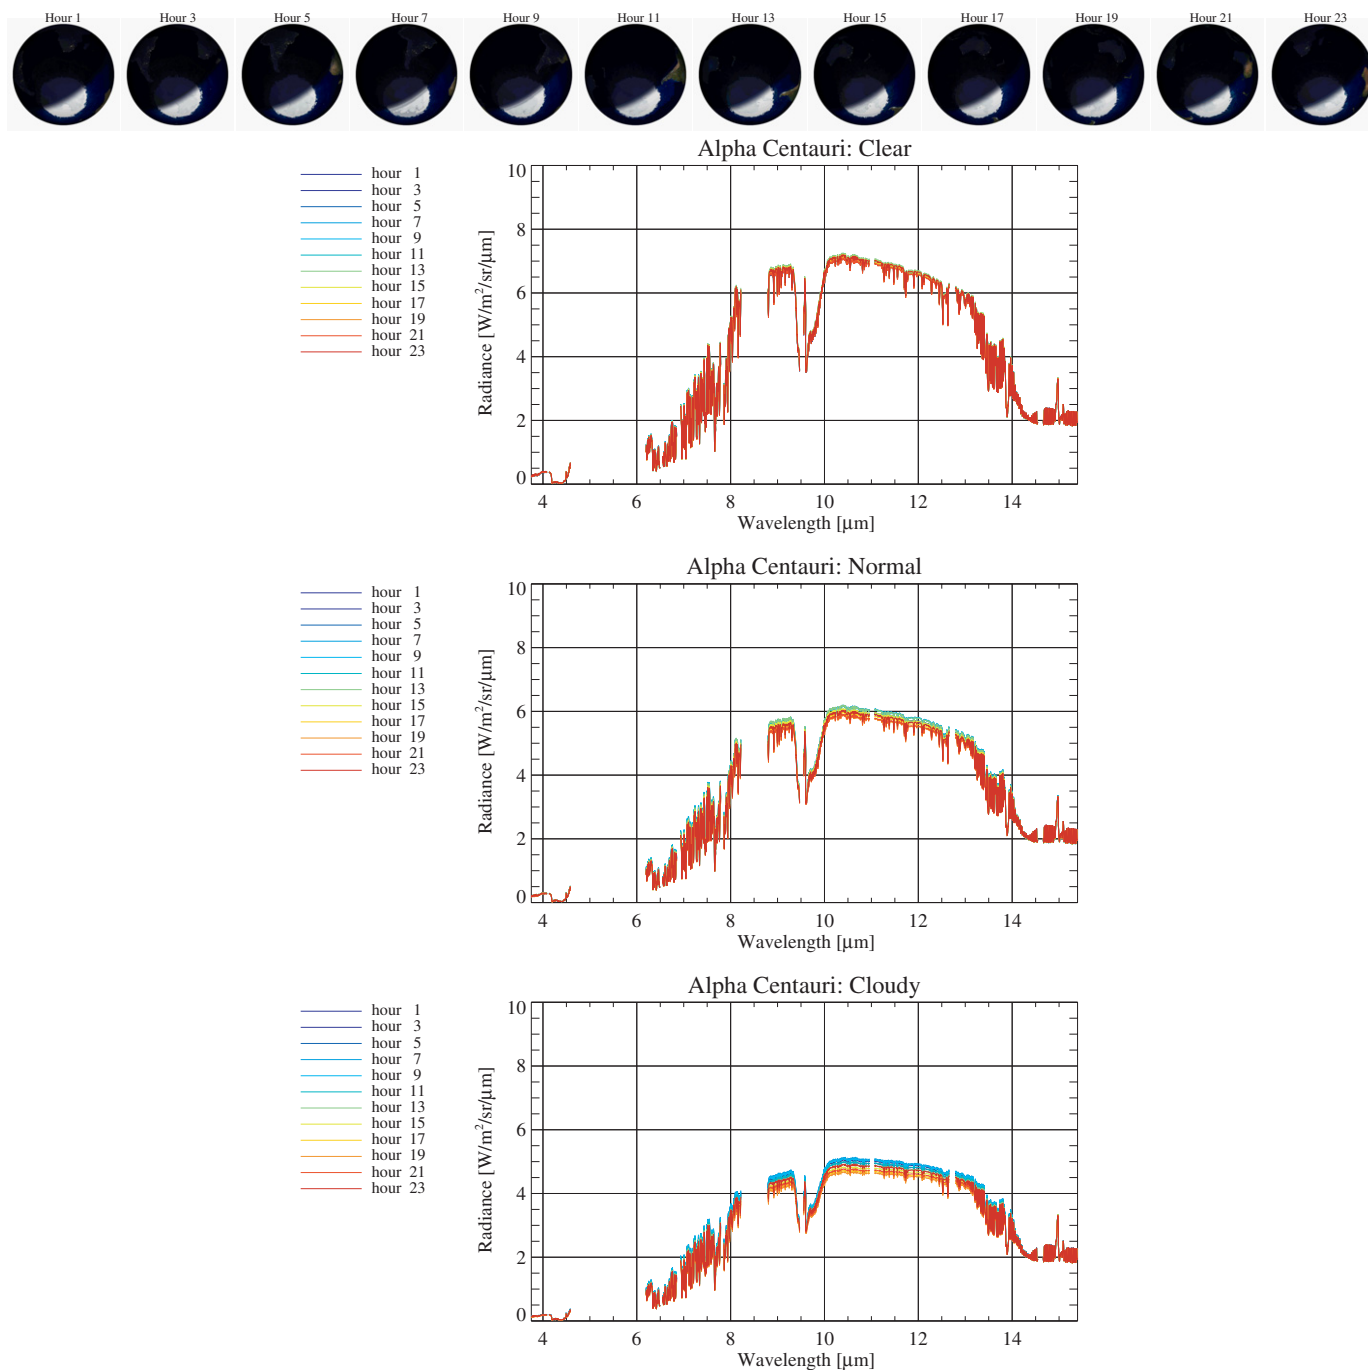 Hour 1 Hour 3 Hour 5 Hour 7 Hour 9 Hour 11 Hour 13 Hour 15 Hour 17 Hour 19 Hour 21 Hour 23
Alpha Centauri: Clear
hour 1
hour 3
hour 5
hour 7
hour 9
hour 11
hour 13
hour 15
hour 17
hour 19
hour 21
hour 23
Radiance [W/m²/sr/μm]
10
8
6
4
2
0
4 6 8 10 12 14
Wavelength [μm]
Alpha Centauri: Normal
hour 1
hour 3
hour 5
hour 7
hour 9
hour 11
hour 13
hour 15
hour 17
hour 19
hour 21
hour 23
Radiance [W/m²/sr/μm]
10
8
6
4
2
0
4 6 8 10 12 14
Wavelength [μm]
Alpha Centauri: Cloudy
hour 1
hour 3
hour 5
hour 7
hour 9
hour 11
hour 13
hour 15
hour 17
hour 19
hour 21
hour 23
Radiance [W/m²/sr/μm]
10
8
6
4
2
0
4 6 8 10 12 14
Wavelength [μm]